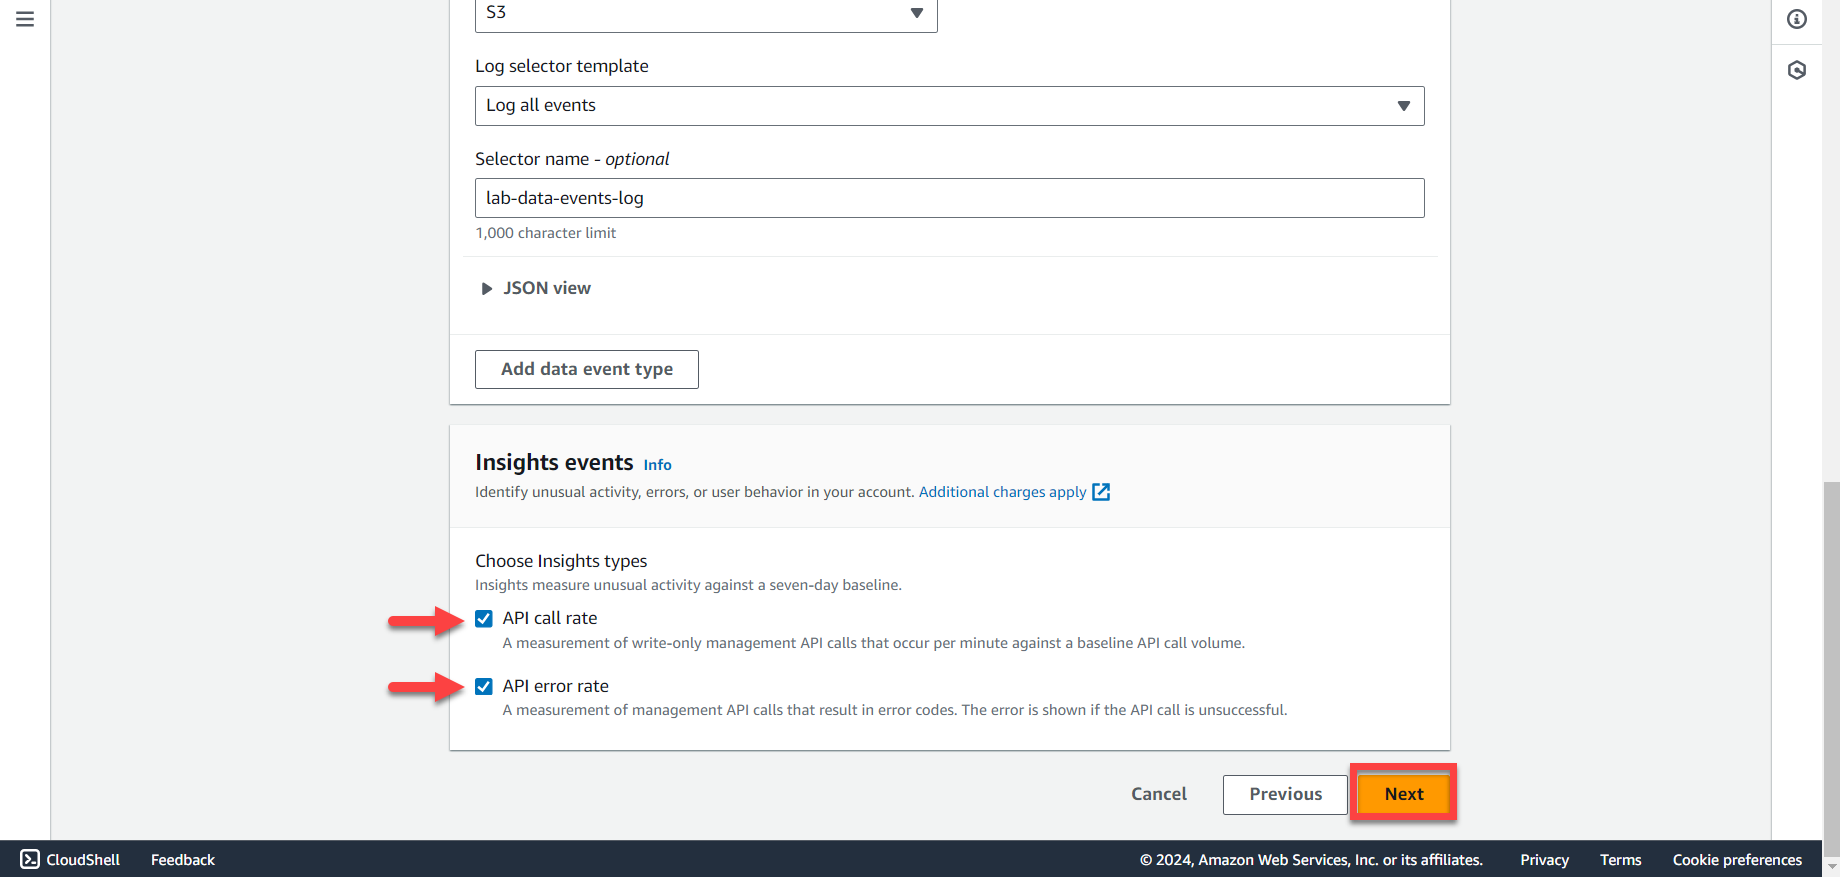 S3
Log selector template
Log all events
Selector name - optional
lab-data-events-log
1,000 character limit
JSON view
Add data event type
Insights events Info
Identify unusual activity, errors, or user behavior in your account. Additional charges apply
Choose Insights types
Insights measure unusual activity against a seven-day baseline.
API call rate
A measurement of write-only management API calls that occur per minute against a baseline API call volume.
API error rate
A measurement of management API calls that result in error codes. The error is shown if the API call is unsuccessful.
Cancel Previous Next
CloudShell Feedback © 2024, Amazon Web Services, Inc. or its affiliates. Privacy Terms Cookie preferences